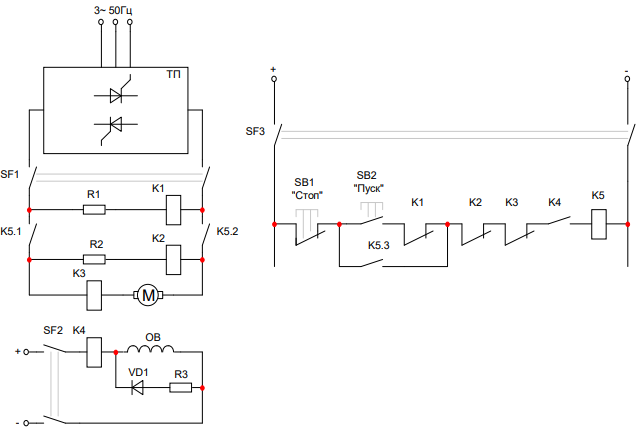 3~ 50Гц
ТП
SF1
R1
K1
K5.1
K5.2
R2
K2
K3
M
SF2
K4
ОВ
+
VD1
R3
-
+
-
SF3
SB1
"Стоп"
SB2
"Пуск"
K1
K2
K3
K4
K5
K5.3